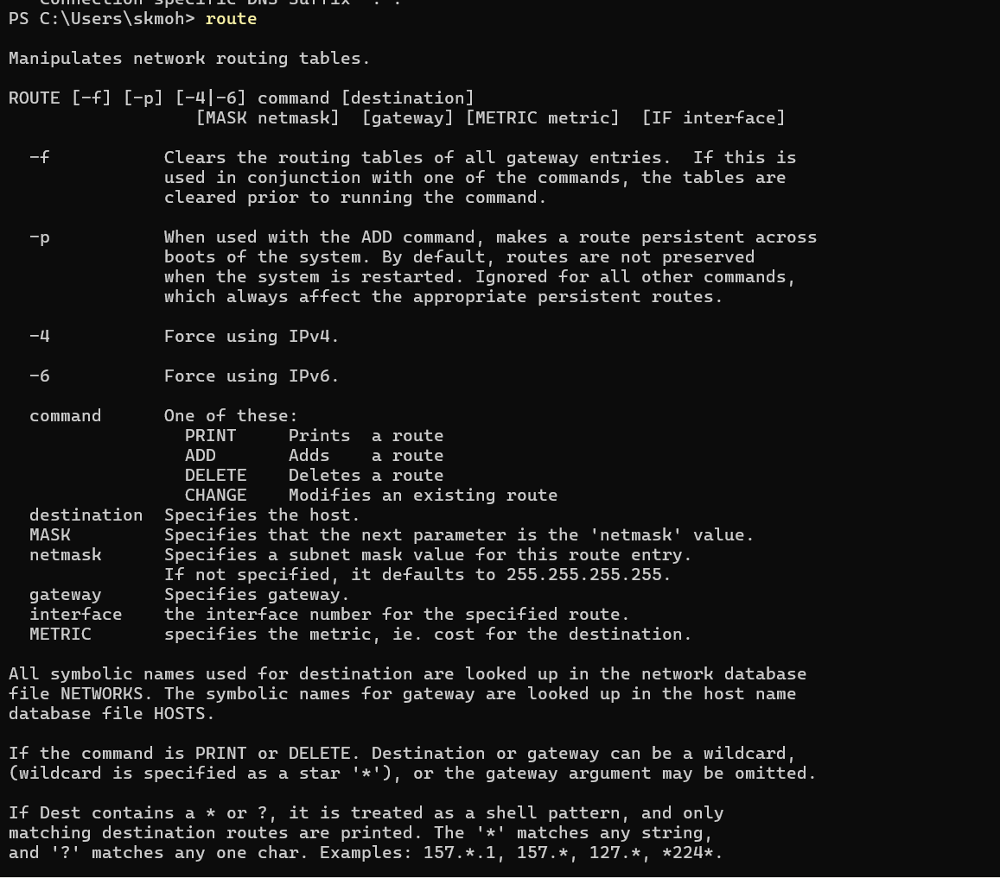 Connection specific DNS Suffix  . :
PS C:\Users\skmoh> route

Manipulates network routing tables.

ROUTE [-f] [-p] [-4|-6] command [destination]
                  [MASK netmask]  [gateway] [METRIC metric]  [IF interface]

  -f           Clears the routing tables of all gateway entries.  If this is
               used in conjunction with one of the commands, the tables are
               cleared prior to running the command.

  -p           When used with the ADD command, makes a route persistent across
               boots of the system. By default, routes are not preserved
               when the system is restarted. Ignored for all other commands,
               which always affect the appropriate persistent routes.

  -4           Force using IPv4.

  -6           Force using IPv6.

  command      One of these:
                 PRINT     Prints  a route
                 ADD       Adds    a route
                 DELETE    Deletes a route
                 CHANGE    Modifies an existing route
  destination  Specifies the host.
  MASK         Specifies that the next parameter is the 'netmask' value.
  netmask      Specifies a subnet mask value for this route entry.
               If not specified, it defaults to 255.255.255.255.
  gateway      Specifies gateway.
  interface    the interface number for the specified route.
  METRIC       specifies the metric, ie. cost for the destination.

All symbolic names used for destination are looked up in the network database
file NETWORKS. The symbolic names for gateway are looked up in the host name
database file HOSTS.

If the command is PRINT or DELETE. Destination or gateway can be a wildcard,
(wildcard is specified as a star '*'), or the gateway argument may be omitted.

If Dest contains a * or ?, it is treated as a shell pattern, and only
matching destination routes are printed. The '*' matches any string,
and '?' matches any one char. Examples: 157.*.1, 157.*, 127.*, *224*.